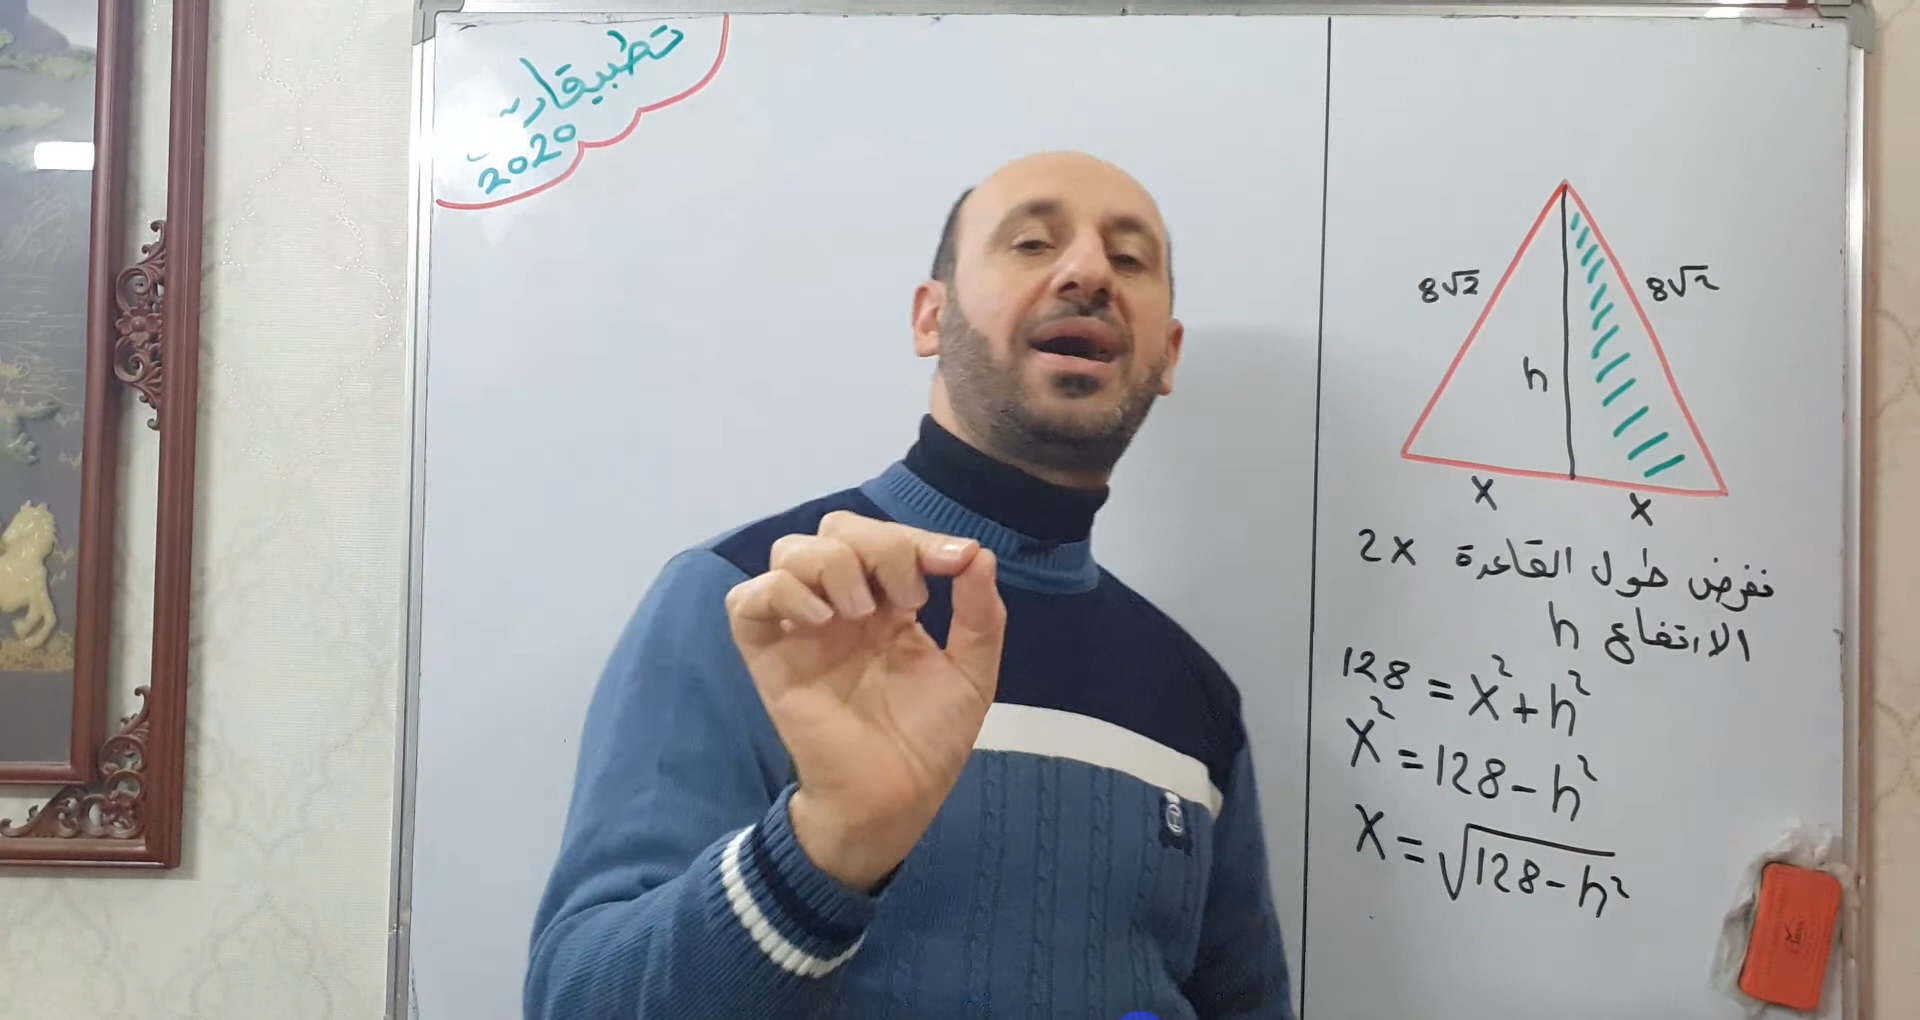 تطبيقات
2020
8√2
8√2
h
x
x
نفرض طول القاعدة 2x
الارتفاع h
128 = x² + h²
x² = 128 - h²
x = √128 - h²